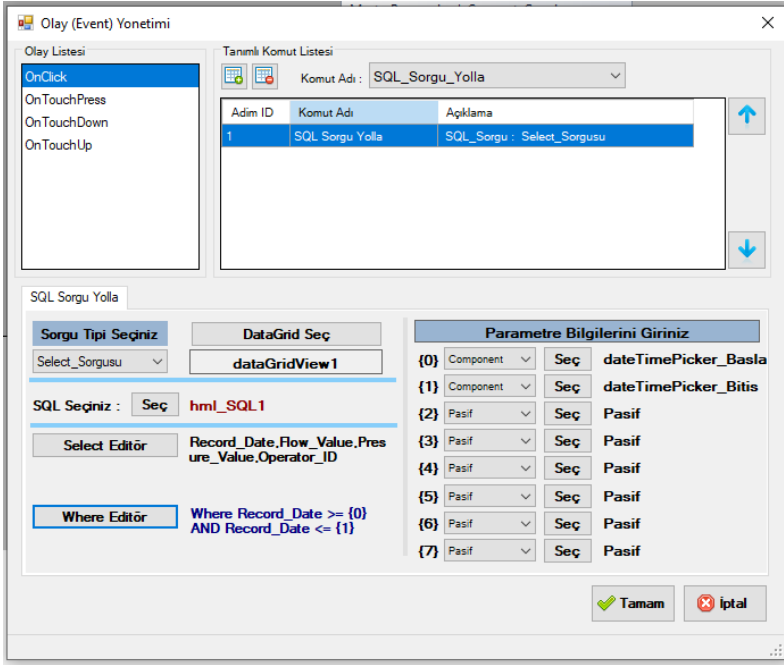 Olay (Event) Yonetimi
Olay Listesi
OnClick
OnTouchPress
OnTouchDown
OnTouchUp
Tanımlı Komut Listesi
Komut Adı : SQL_Sorgu_Yolla
Adim ID Komut Adı Açıklama
1 SQL Sorgu Yolla SQL_Sorgu : Select_Sorgusu
SQL Sorgu Yolla
Sorgu Tipi Seçiniz DataGrid Seç
Select_Sorgusu dataGridView1
SQL Seçiniz : Seç hml_SQL1
Select Editör Record_Date,Flow_Value,Pres
ure_Value,Operator_ID
Where Editör Where Record_Date >= {0}
AND Record_Date <= {1}
Parametre Bilgilerini Giriniz
{0} Component Seç dateTimePicker_Basla
{1} Component Seç dateTimePicker_Bitis
{2} Pasif Seç Pasif
{3} Pasif Seç Pasif
{4} Pasif Seç Pasif
{5} Pasif Seç Pasif
{6} Pasif Seç Pasif
{7} Pasif Seç Pasif
Tamam İptal